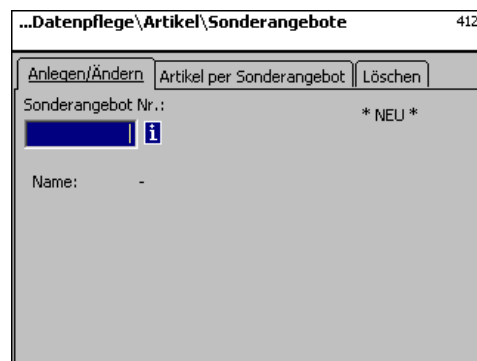 ...Datenpflege\Artikel\Sonderangebote 412
Anlegen/Ändern Artikel per Sonderangebot Löschen
Sonderangebot Nr.:
* NEU *
i
Name: -